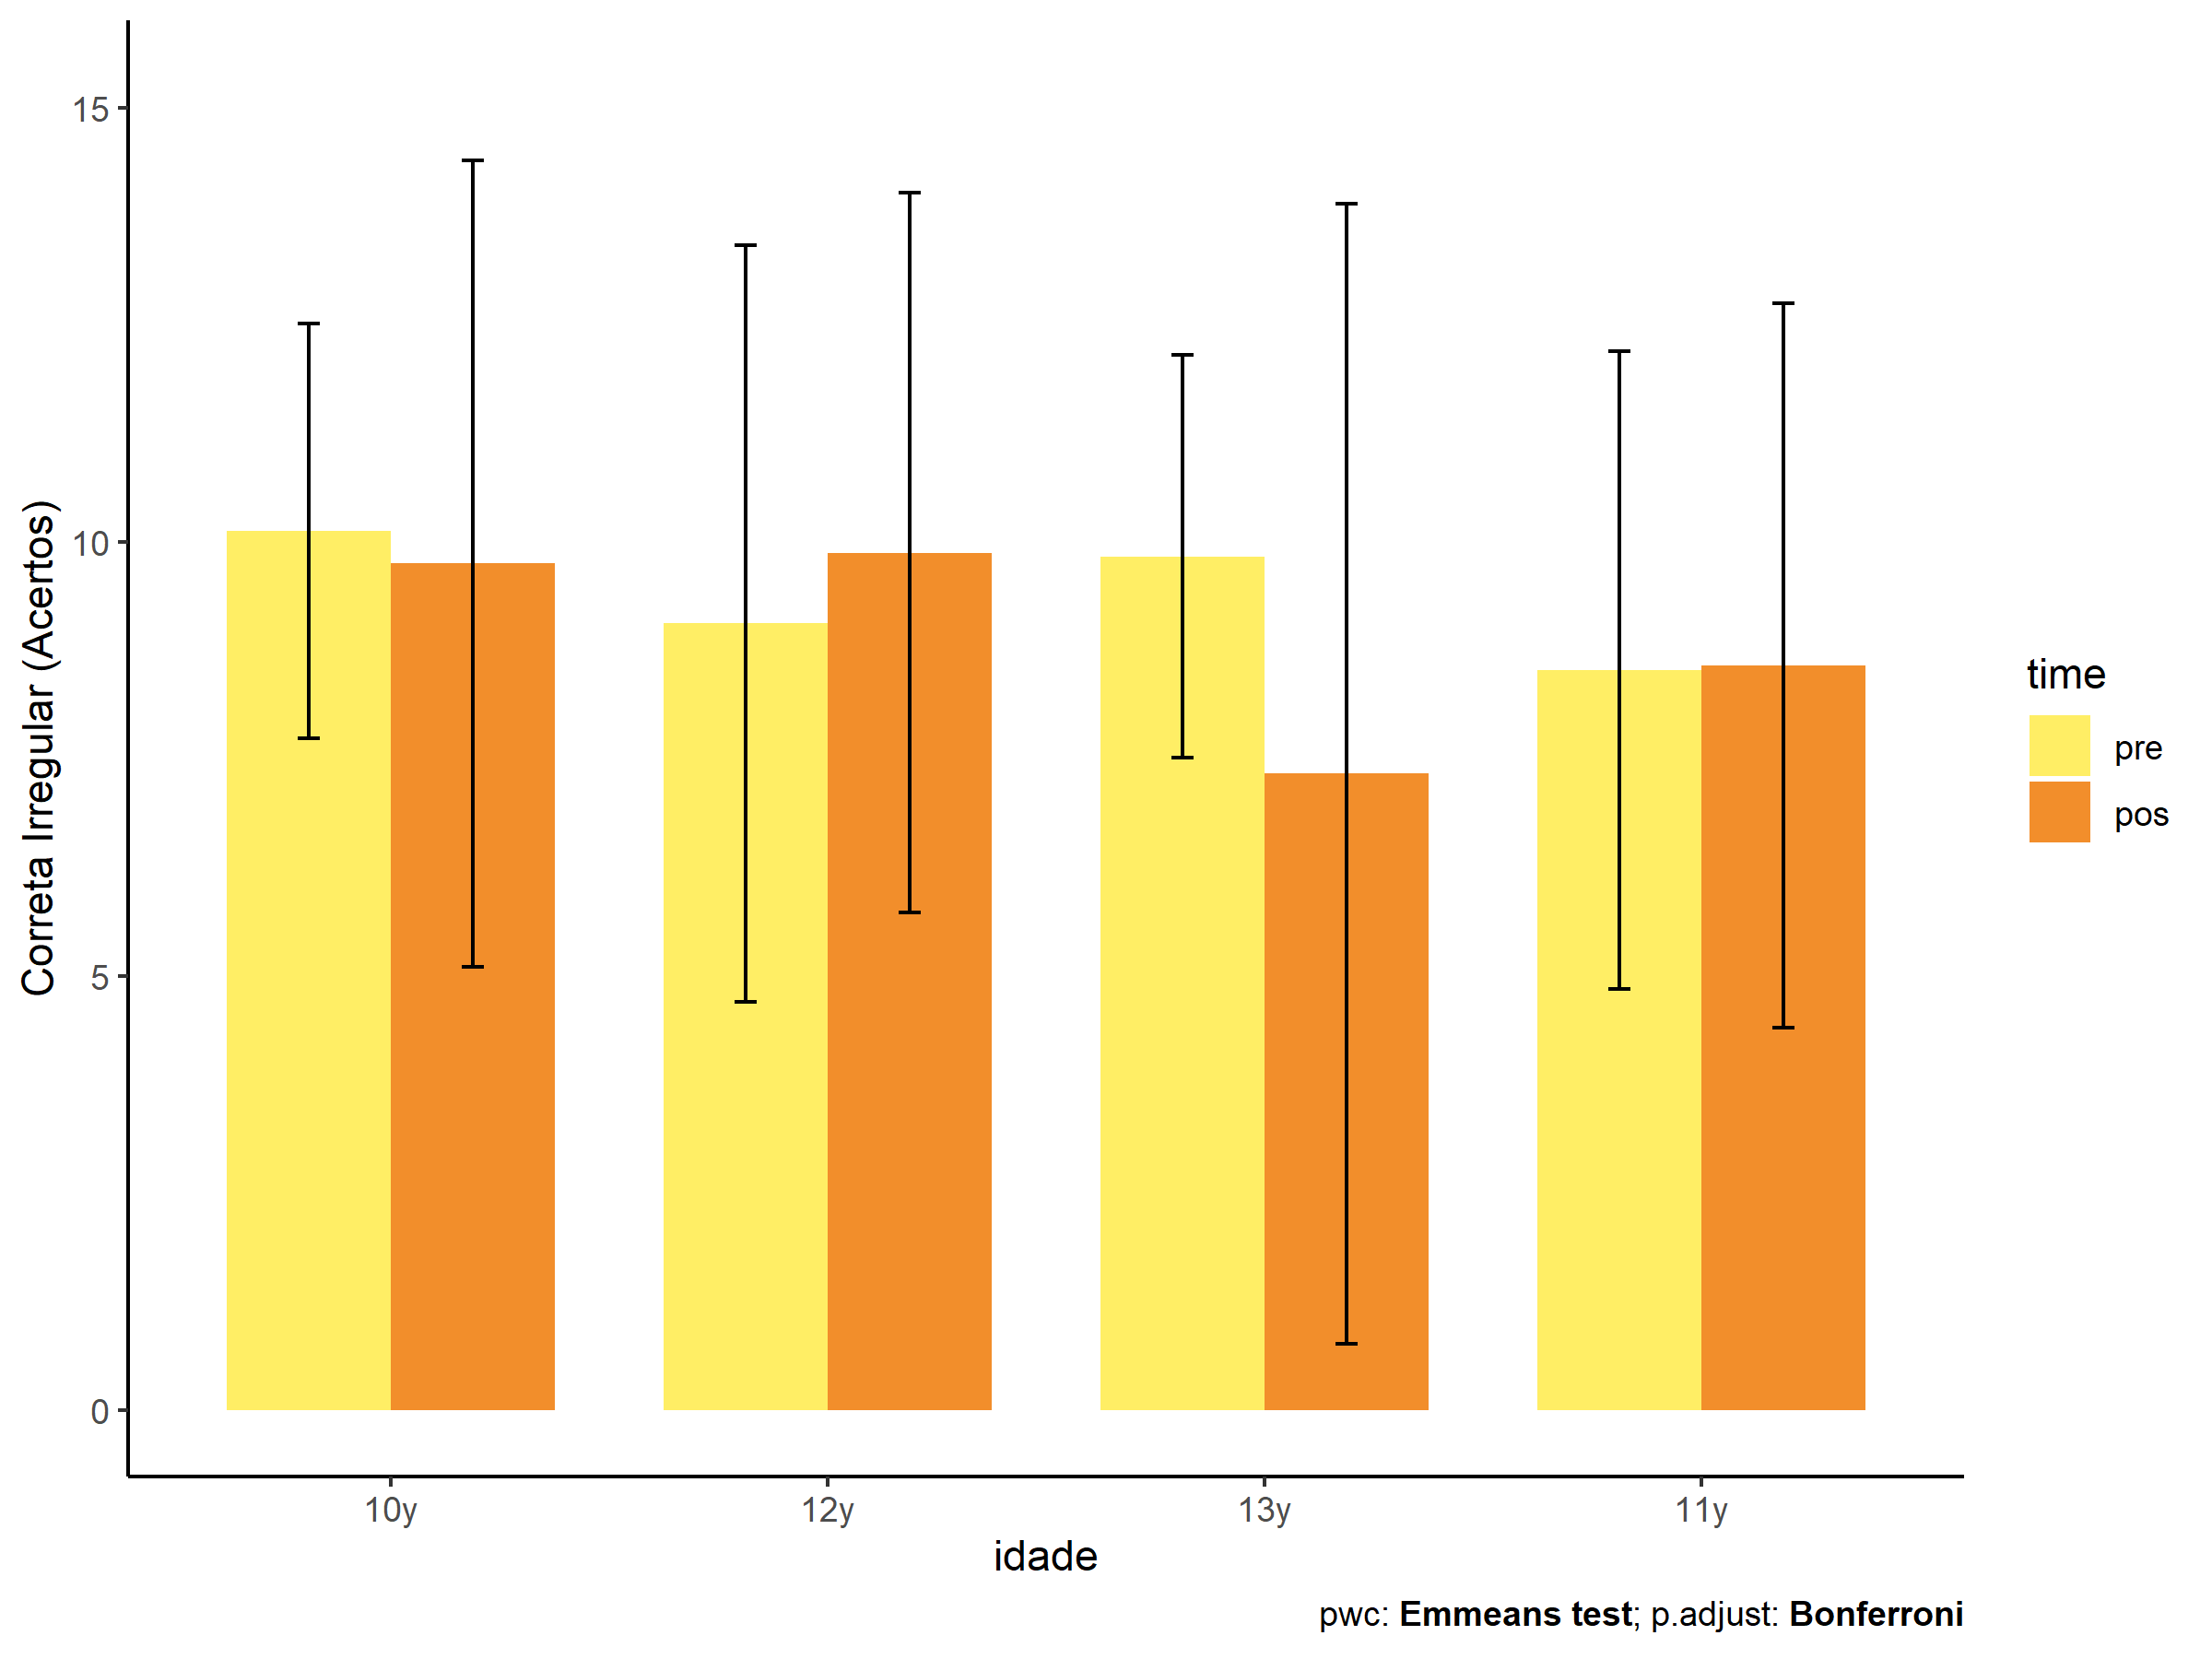 Correta Irregular (Acertos)
15
10
5
0
10y
12y
13y
11y
idade
time
pre
pos
pwc: Emmeans test; p.adjust: Bonferroni